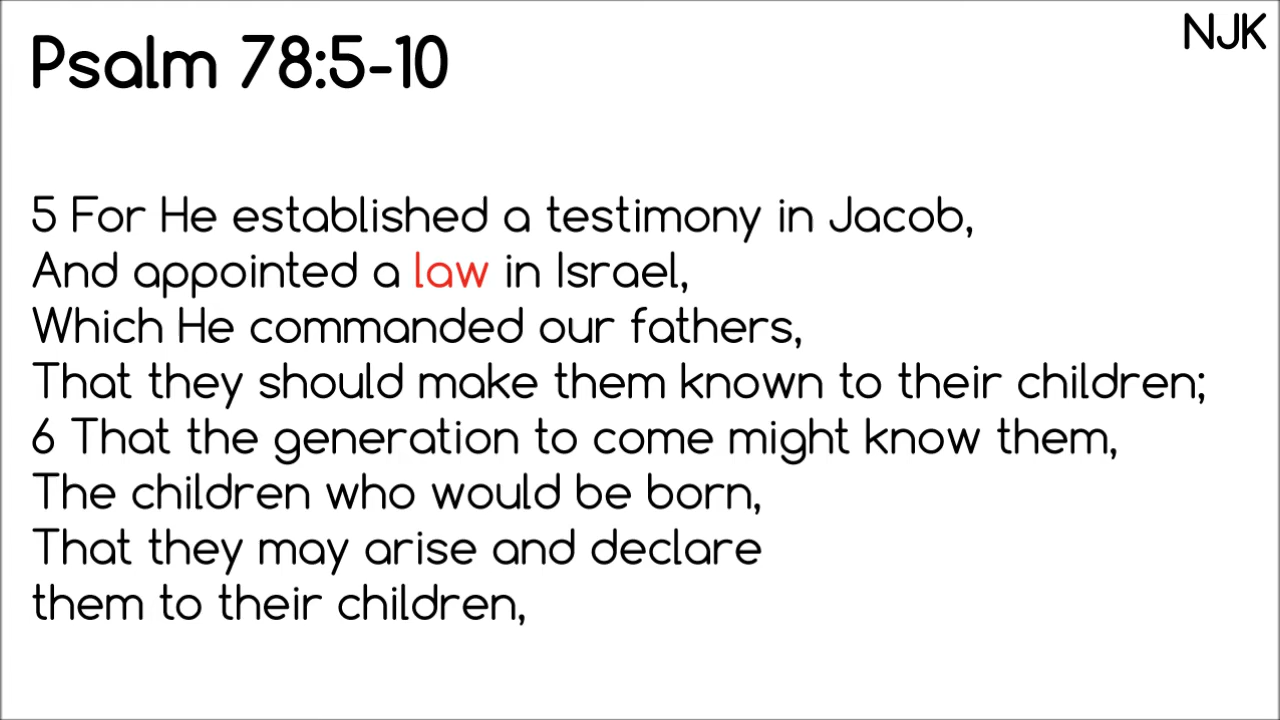 Psalm 78:5-10
NJK
5 For He established a testimony in Jacob,
And appointed a law in Israel,
Which He commanded our fathers,
That they should make them known to their children;
6 That the generation to come might know them,
The children who would be born,
That they may arise and declare
them to their children,